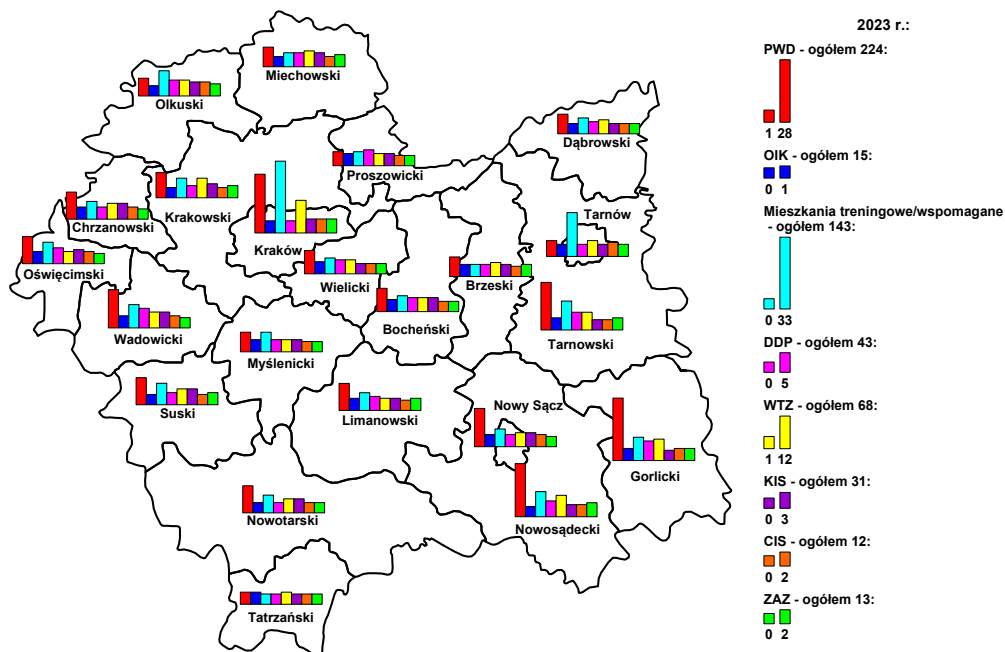 2023 r.:
PWD - ogółem 224:
1 28
OIK - ogółem 15:
0 1
Mieszkania treningowe/wspomagane
- ogółem 143:
0 33
DDP - ogółem 43:
0 5
WTZ - ogółem 68:
1 12
KIS - ogółem 31:
0 3
CIS - ogółem 12:
0 2
ZAZ - ogółem 13:
0 2
Miechowski
Olkuski
Dąbrowski
Proszowicki
Krakowski
Chrzanowski
Tarnów
Kraków
Oświęcimski
Wielicki
Brzeski
Bocheński
Wadowicki
Tarnowski
Myślenicki
Suski
Limanowski
Nowy Sącz
Gorlicki
Nowotarski
Nowosądecki
Tatrzański